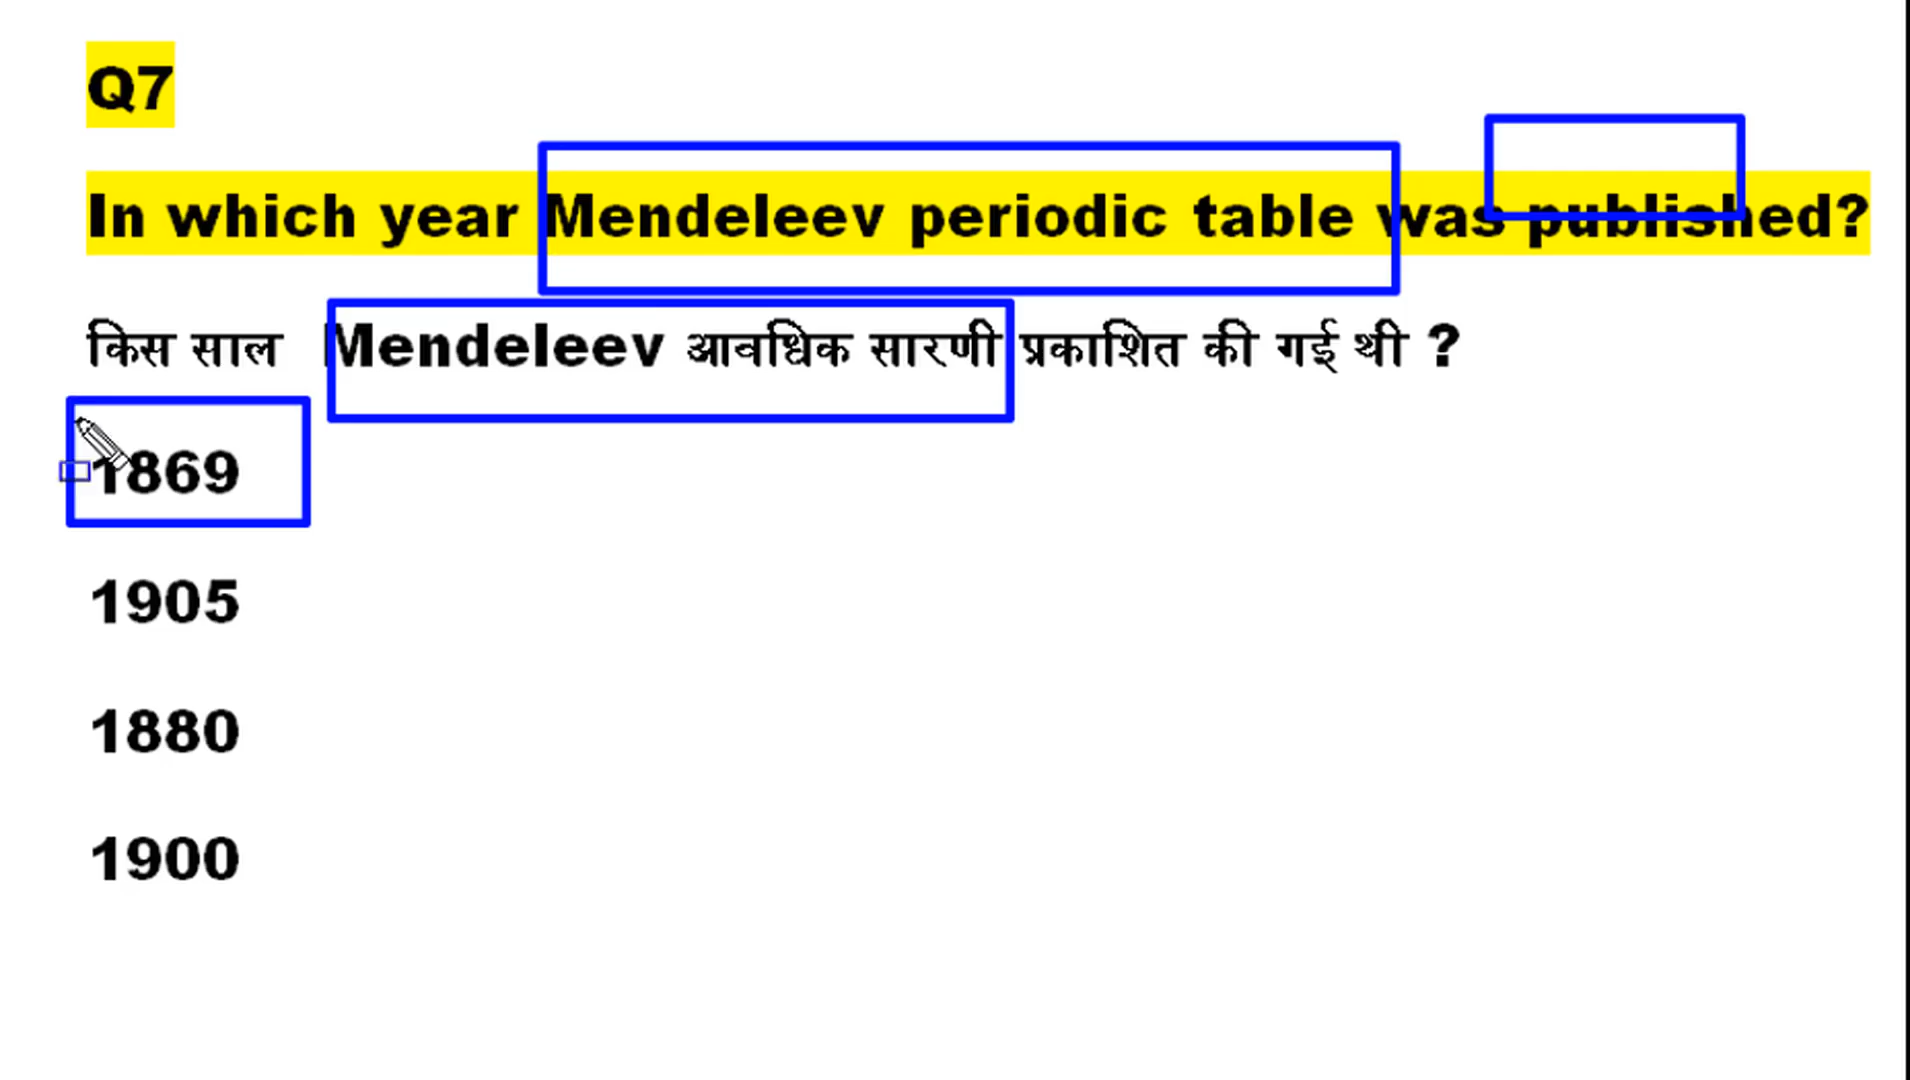 Q7
In which year Mendeleev periodic table was published?
किस साल Mendeleev आवधिक सारणी प्रकाशित की गई थी ?
1869
1905
1880
1900